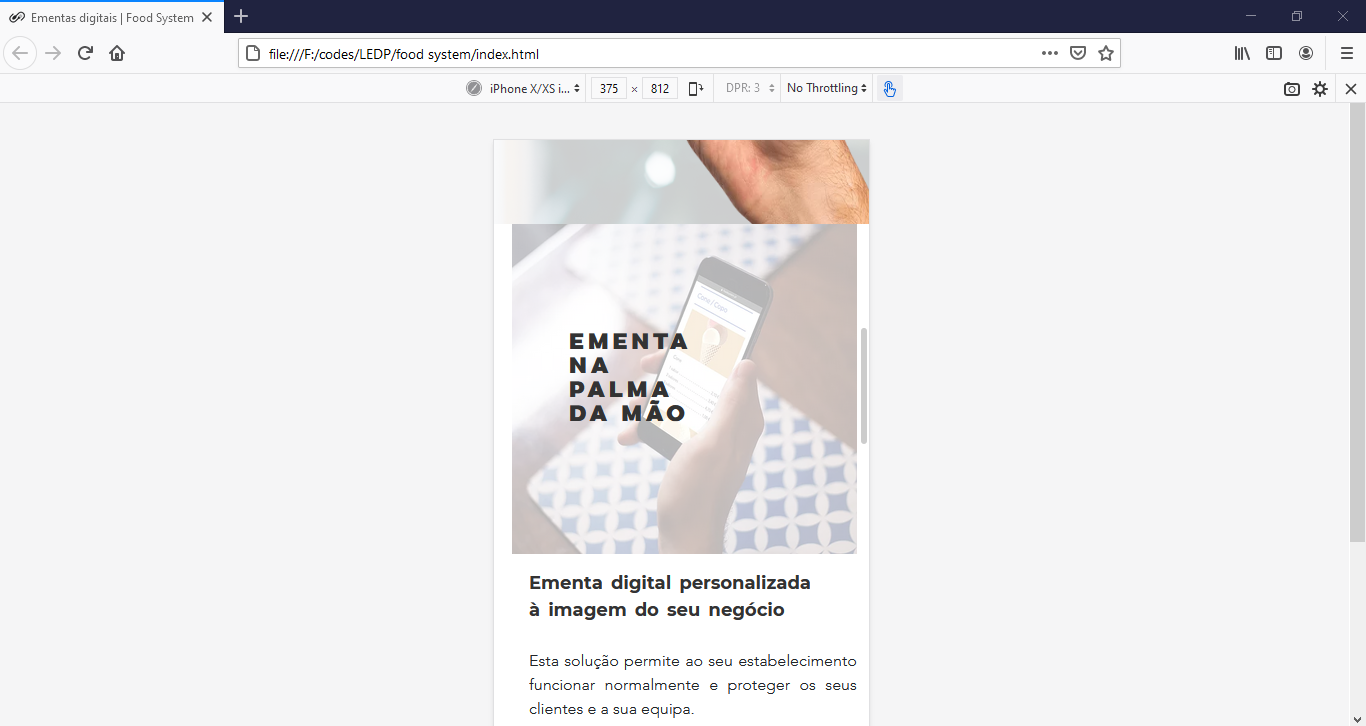 Ementas digitais | Food System
file:///F:/codes/LEDP/food system/index.html
iPhone X/XS i... 375 × 812 DPR: 3 No Throttling
Cone / Copo
EMENTA
NA
PALMA
DA MÃO
Ementa digital personalizada
à imagem do seu negócio
Esta solução permite ao seu estabelecimento
funcionar normalmente e proteger os seus
clientes e a sua equipa.